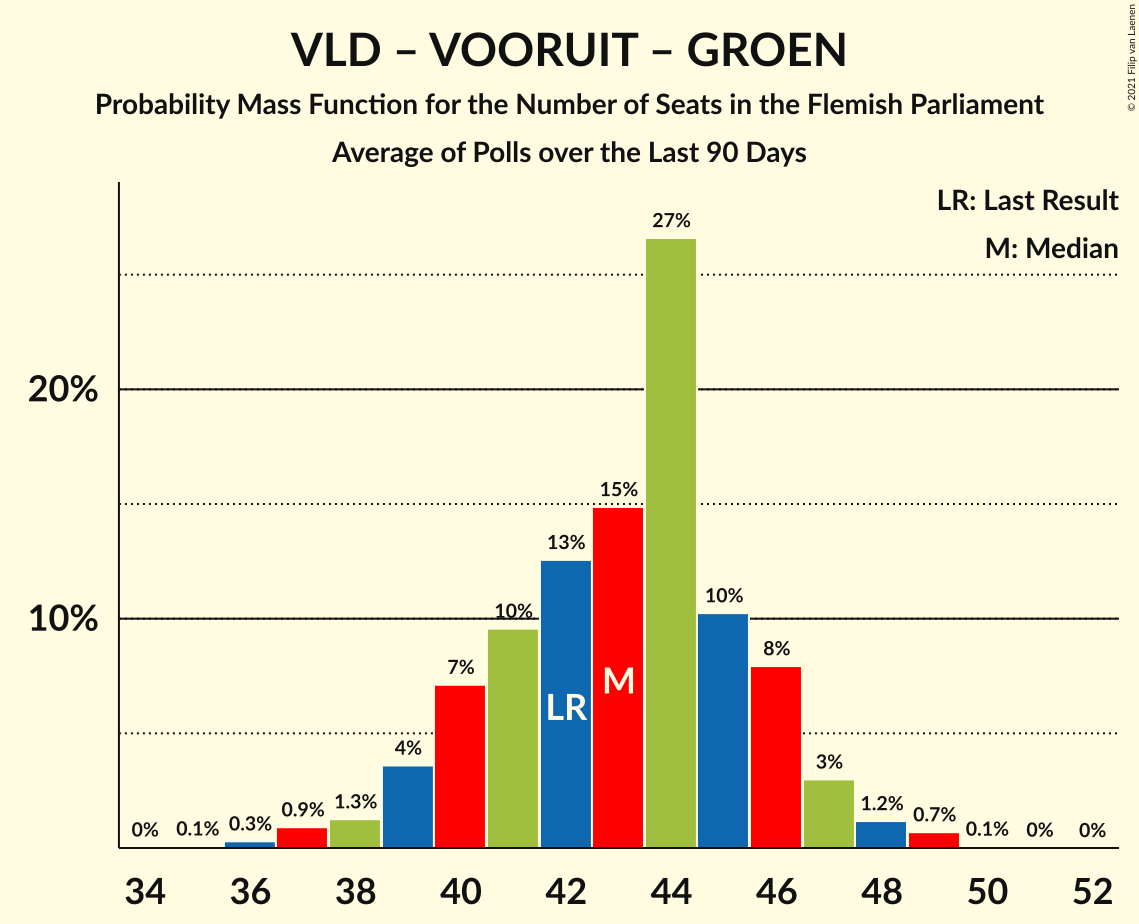 VLD – VOORUIT – GROEN
Probability Mass Function for the Number of Seats in the Flemish Parliament
Average of Polls over the Last 90 Days
© 2021 Filip van Laenen
LR: Last Result
M: Median
20%
10%
0%
0.1%
0.3%
0.9%
1.3%
4%
7%
10%
13%
15%
27%
10%
8%
3%
1.2%
0.7%
0.1%
0%
0%
LR
M
34 36 38 40 42 44 46 48 50 52